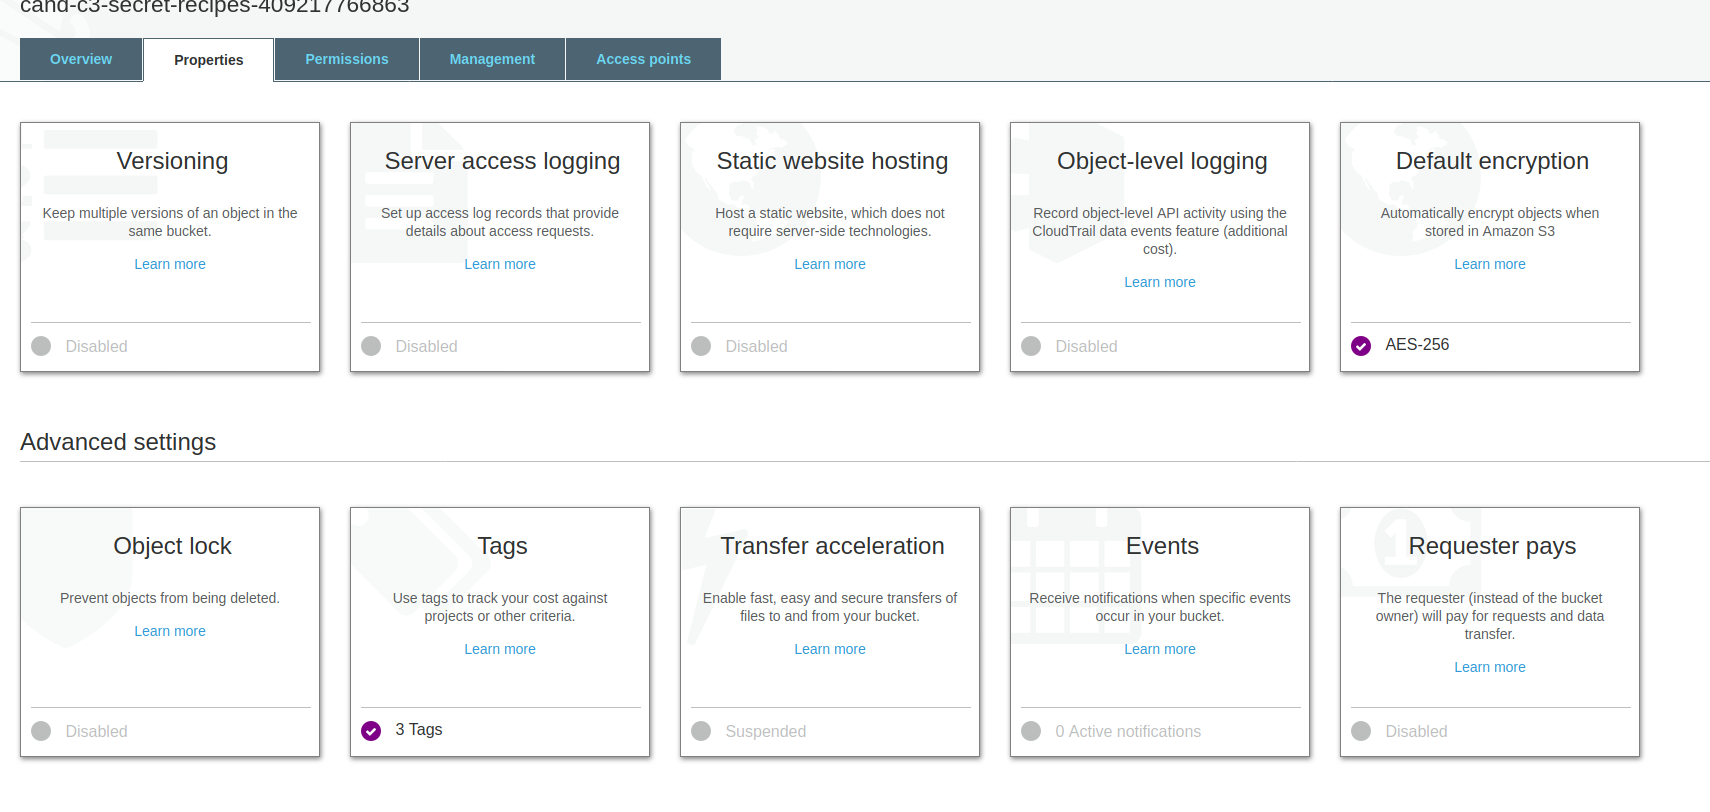 cand-c3-secret-recipes-409217766863
Overview
Properties
Permissions
Management
Access points
Versioning
Keep multiple versions of an object in the
same bucket.
Learn more
Disabled
Server access logging
Set up access log records that provide
details about access requests.
Learn more
Disabled
Static website hosting
Host a static website, which does not
require server-side technologies.
Learn more
Disabled
Object-level logging
Record object-level API activity using the
CloudTrail data events feature (additional
cost).
Learn more
Disabled
Default encryption
Automatically encrypt objects when
stored in Amazon S3
Learn more
AES-256
Advanced settings
Object lock
Prevent objects from being deleted.
Learn more
Disabled
Tags
Use tags to track your cost against
projects or other criteria.
Learn more
3 Tags
Transfer acceleration
Enable fast, easy and secure transfers of
files to and from your bucket.
Learn more
Suspended
Events
Receive notifications when specific events
occur in your bucket.
Learn more
0 Active notifications
Requester pays
The requester (instead of the bucket
owner) will pay for requests and data
transfer.
Learn more
Disabled